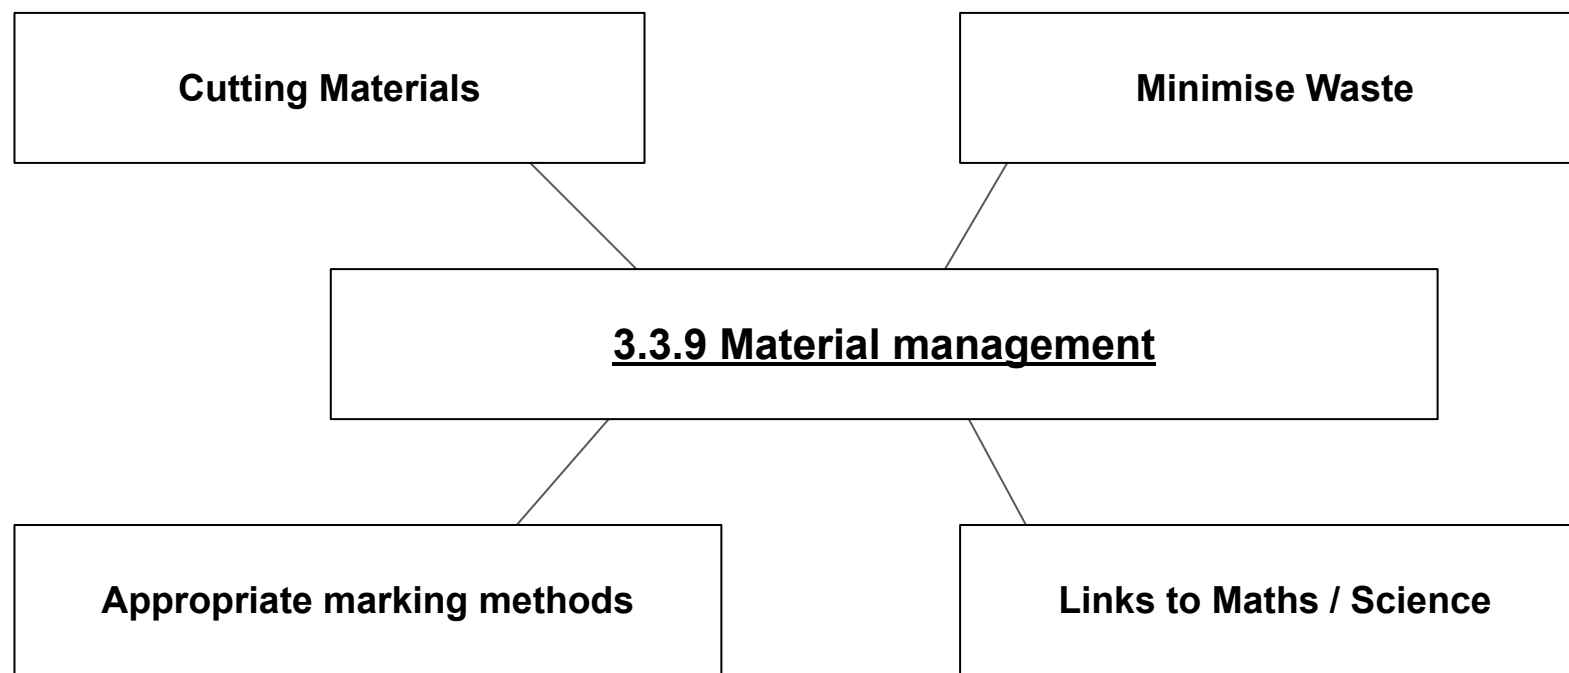 Cutting Materials
Minimise Waste
3.3.9 Material management
Appropriate marking methods
Links to Maths / Science